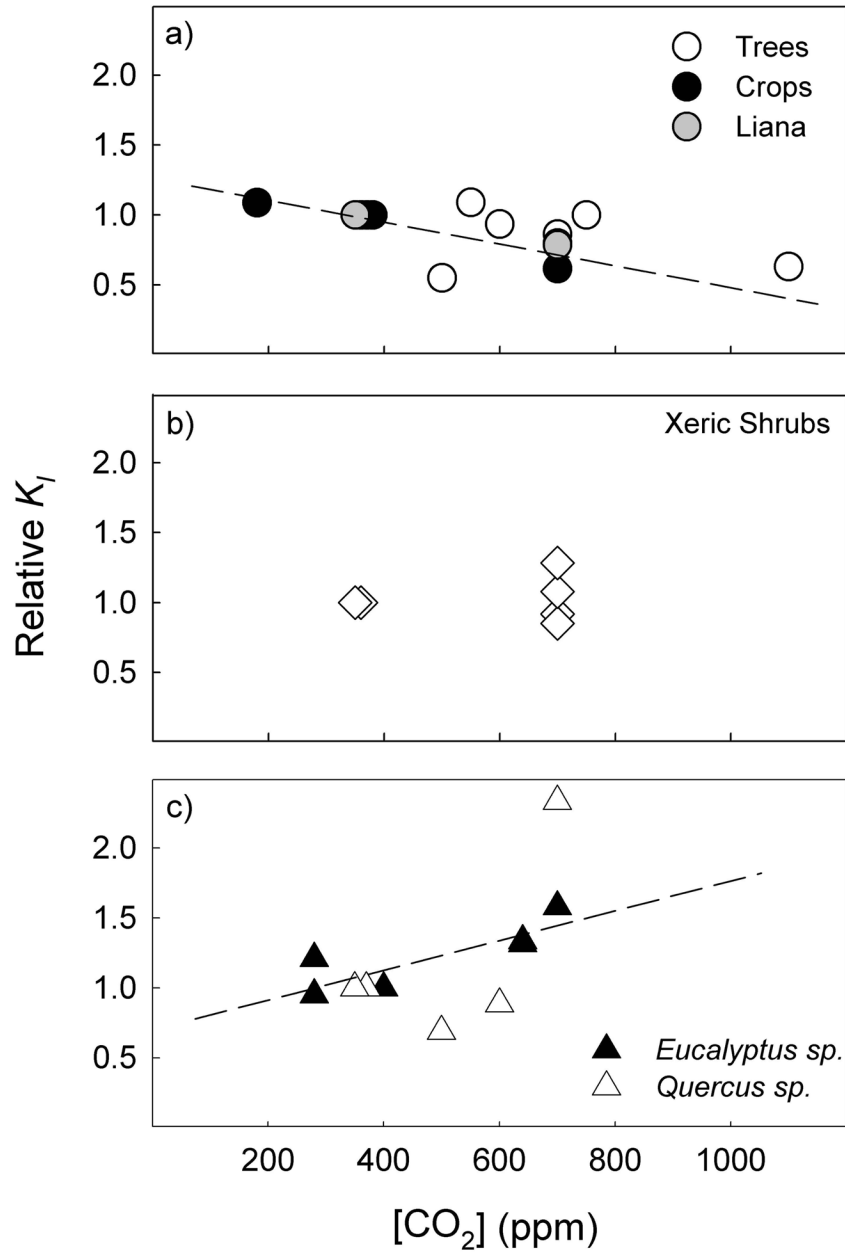 a)
Trees
Crops
Liana
2.0
1.5
1.0
0.5
b)
Xeric Shrubs
2.0
1.5
1.0
0.5
Relative Kl
c)
2.0
1.5
1.0
0.5
Eucalyptus sp.
Quercus sp.
200 400 600 800 1000
[CO2] (ppm)